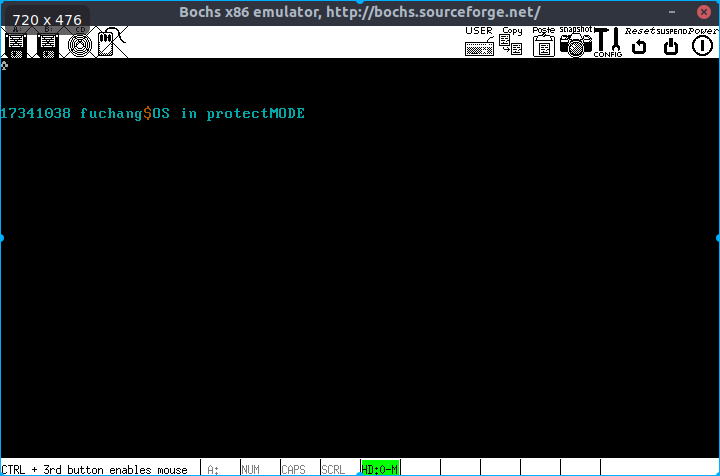 Bochs x86 emulator, http://bochs.sourceforge.net/
720 x 476
A: B: CD USER Copy Paste snapshot CONFIG Reset SUSPEND Power
17341038 fuchang$OS in protectMODE
CTRL + 3rd button enables mouse A: NUM CAPS SCRL HD:0-M